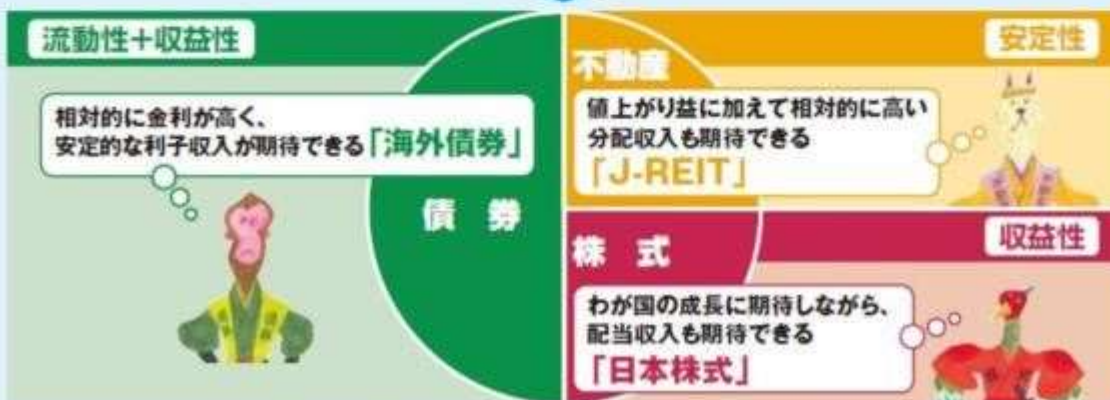 流動性+収益性
相対的に金利が高く、
安定的な利子収入が期待できる「海外債券」
債券
不動産
安定性
値上がり益に加えて相対的に高い
分配収入も期待できる
「J-REIT」
株式
収益性
わが国の成長に期待しながら、
配当収入も期待できる
「日本株式」